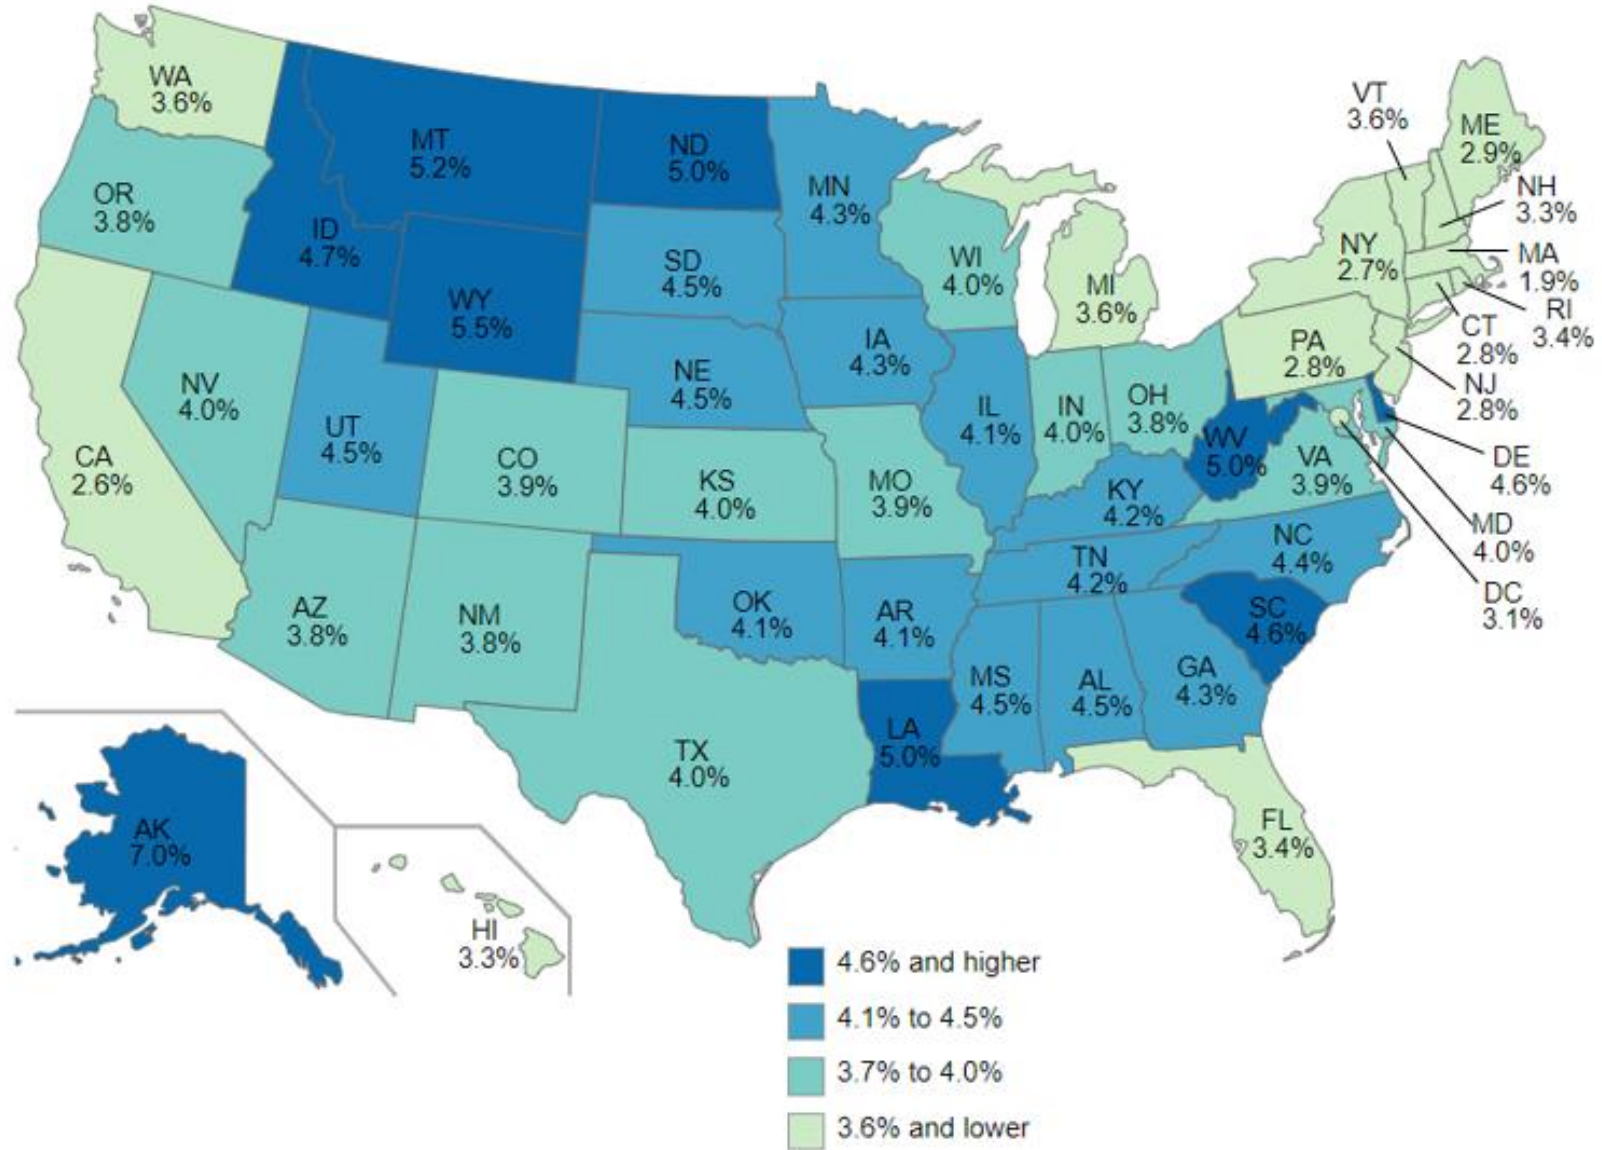 WA
3.6%
MT
5.2%
ND
5.0%
MN
4.3%
VT
3.6%
ME
2.9%
OR
3.8%
ID
4.7%
NH
3.3%
WY
5.5%
SD
4.5%
WI
4.0%
MI
3.6%
NY
2.7%
MA
1.9%
RI
3.4%
CT
2.8%
NJ
2.8%
PA
2.8%
NV
4.0%
UT
4.5%
NE
4.5%
IA
4.3%
IL
4.1%
IN
4.0%
OH
3.8%
CA
2.6%
CO
3.9%
KS
4.0%
MO
3.9%
KY
4.2%
WV
5.0%
VA
3.9%
DE
4.6%
MD
4.0%
DC
3.1%
AZ
3.8%
NM
3.8%
OK
4.1%
AR
4.1%
TN
4.2%
NC
4.4%
SC
4.6%
TX
4.0%
LA
5.0%
MS
4.5%
AL
4.5%
GA
4.3%
FL
3.4%
AK
7.0%
HI
3.3%
4.6% and higher
4.1% to 4.5%
3.7% to 4.0%
3.6% and lower